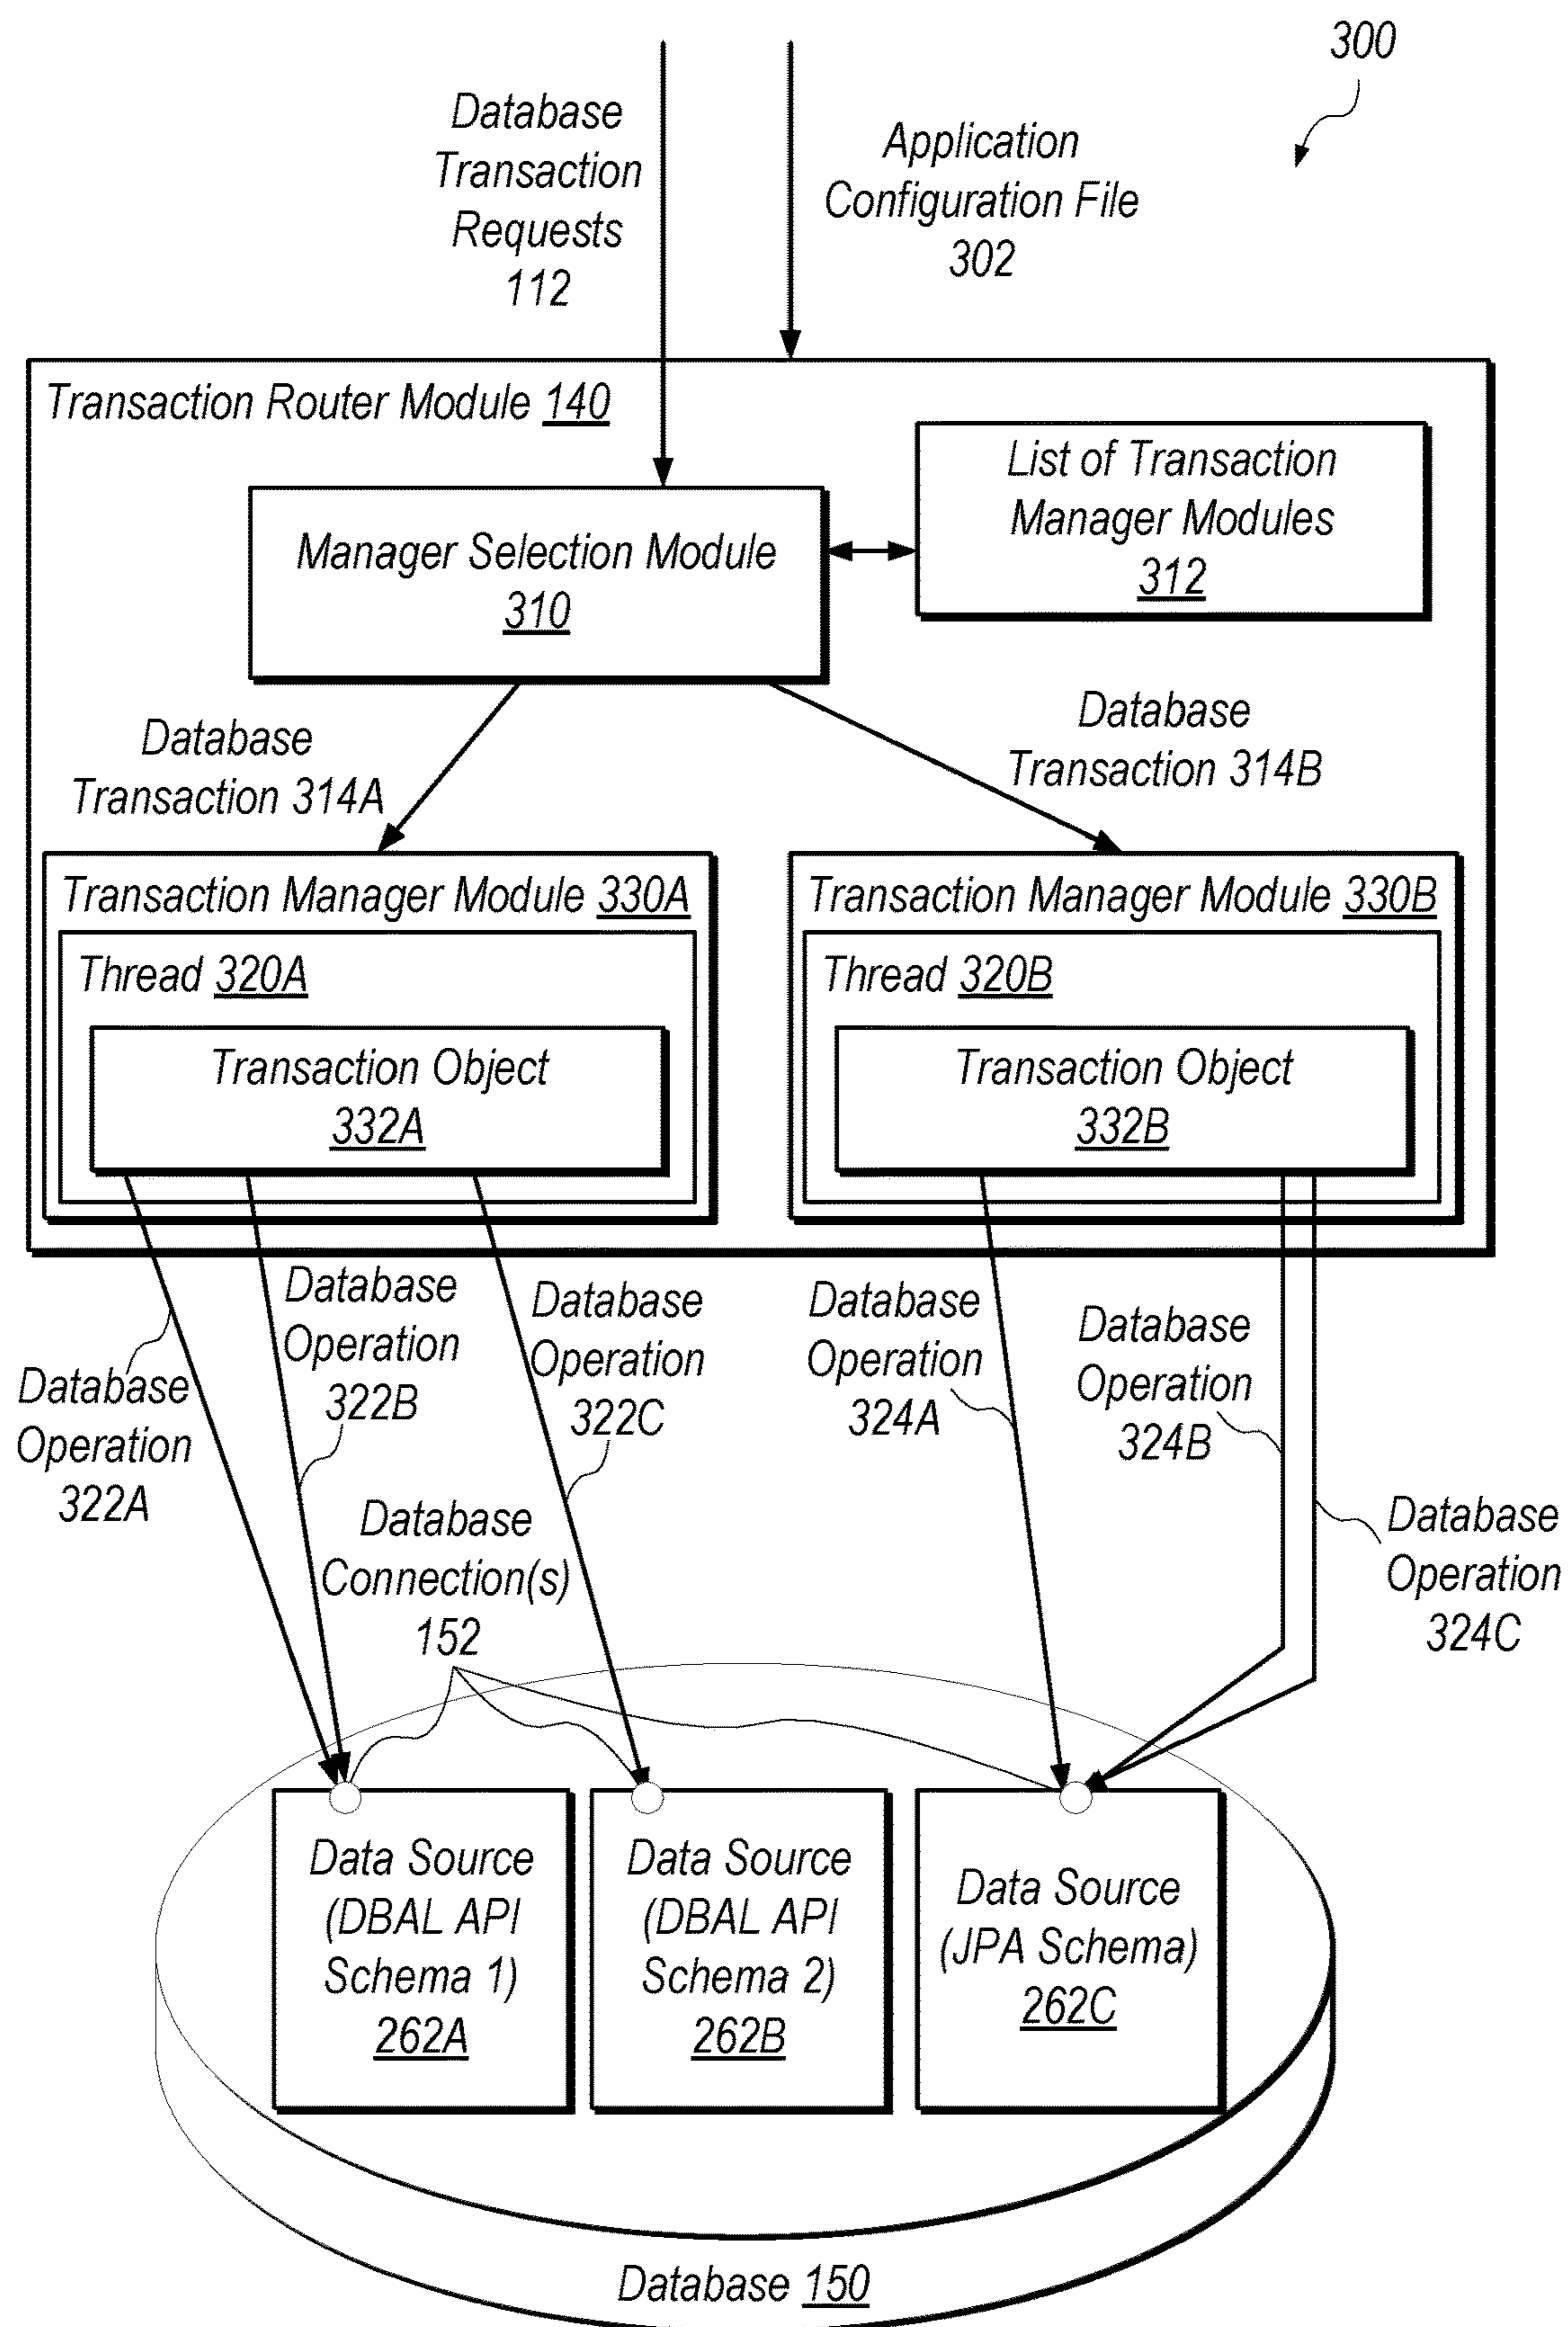 300
Database
Transaction
Requests
112
Application
Configuration File
302
Transaction Router Module 140
List of Transaction
Manager Modules
312
Manager Selection Module
310
Database
Transaction 314A
Database
Transaction 314B
Transaction Manager Module 330A
Thread 320A
Transaction Object
332A
Transaction Manager Module 330B
Thread 320B
Transaction Object
332B
Database
Operation
322A
Database
Operation
322B
Database
Operation
322C
Database
Operation
324A
Database
Operation
324B
Database
Operation
324C
Database
Connection(s)
152
Data Source
(DBAL API
Schema 1)
262A
Data Source
(DBAL API
Schema 2)
262B
Data Source
(JPA Schema)
262C
Database 150